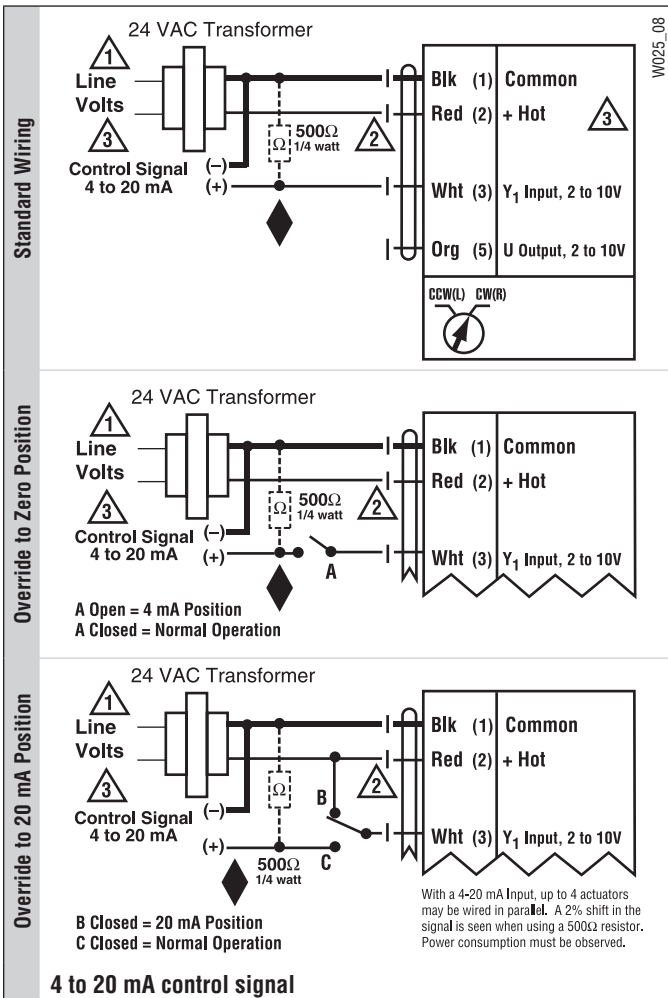 W025_08
Standard Wiring
24 VAC Transformer
1
Line
Volts
3
Control Signal
4 to 20 mA
(–)
(+)
Ω
500Ω
1/4 watt
2
Blk (1) Common
Red (2) + Hot
3
Wht (3) Y₁ Input, 2 to 10V
Org (5) U Output, 2 to 10V
CCW(L) CW(R)
Override to Zero Position
24 VAC Transformer
1
Line
Volts
3
Control Signal
4 to 20 mA
(–)
(+)
Ω
500Ω
1/4 watt
2
A
Blk (1) Common
Red (2) + Hot
Wht (3) Y₁ Input, 2 to 10V
A Open = 4 mA Position
A Closed = Normal Operation
Override to 20 mA Position
24 VAC Transformer
1
Line
Volts
3
Control Signal
4 to 20 mA
(–)
(+)
Ω
500Ω
1/4 watt
2
B
C
Blk (1) Common
Red (2) + Hot
Wht (3) Y₁ Input, 2 to 10V
B Closed = 20 mA Position
C Closed = Normal Operation
With a 4-20 mA Input, up to 4 actuators
may be wired in parallel. A 2% shift in the
signal is seen when using a 500Ω resistor.
Power consumption must be observed.
4 to 20 mA control signal